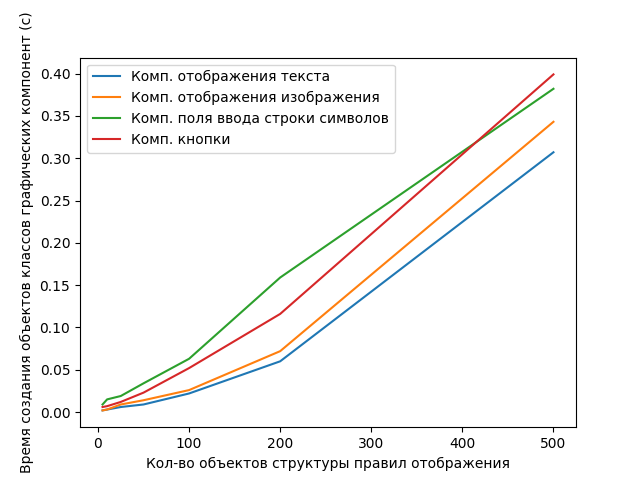 Время создания объектов классов графических компонент (с)
0.40
0.35
0.30
0.25
0.20
0.15
0.10
0.05
0.00
Комп. отображения текста
Комп. отображения изображения
Комп. поля ввода строки символов
Комп. кнопки
0 100 200 300 400 500
Кол-во объектов структуры правил отображения